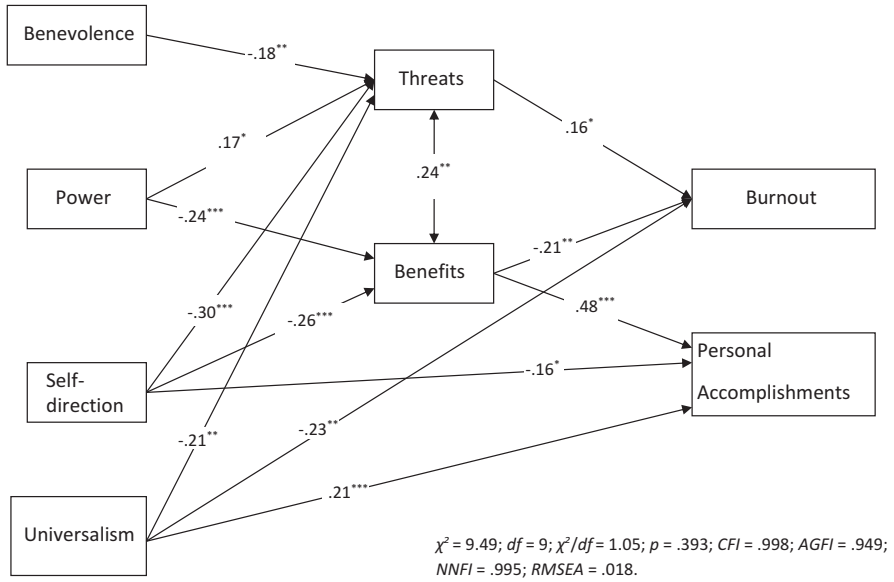 Benevolence
-.18**
Threats
.17*
.16*
Power
.24**
Burnout
-.24***
-.21**
Benefits
-.30***
-.26***
.48***
Personal
Accomplishments
Self-
direction
-.16*
-.21**
-.23**
.21***
Universalism
χ² = 9.49; df = 9; χ²/df = 1.05; p = .393; CFI = .998; AGFI = .949;
NNFI = .995; RMSEA = .018.